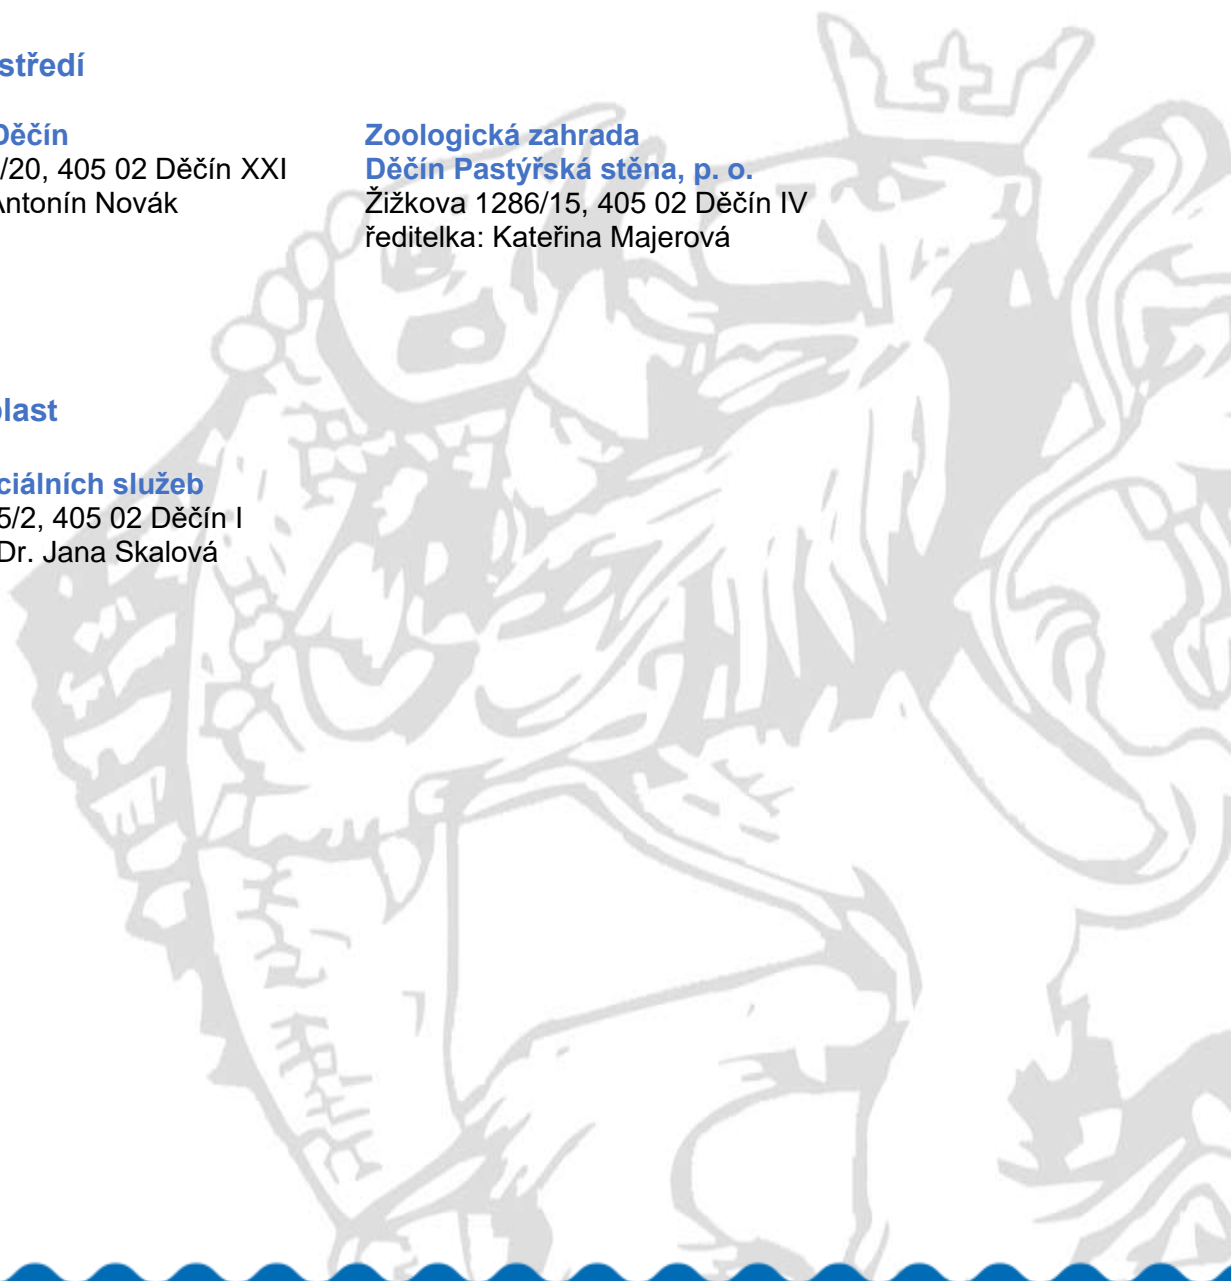 středí
Děčín
/20, 405 02 Děčín XXI
Antonín Novák
Zoologická zahrada
Děčín Pastýřská stěna, p. o.
Žižkova 1286/15, 405 02 Děčín IV
ředitelka: Kateřina Majerová
last
ciálních služeb
5/2, 405 02 Děčín I
Dr. Jana Skalová